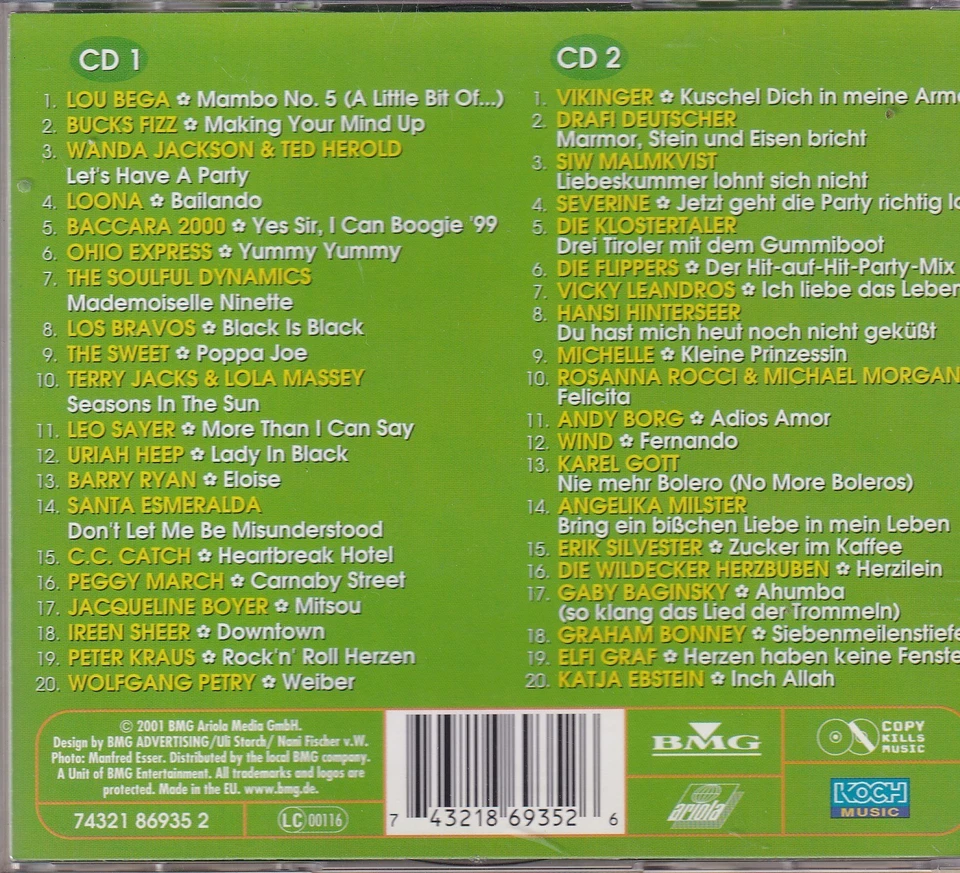 CD 1
1. LOU BEGA ✿ Mambo No. 5 (A Little Bit Of...)
2. BUCKS FIZZ ✿ Making Your Mind Up
3. WANDA JACKSON & TED HEROLD
Let's Have A Party
4. LOONA ✿ Bailando
5. BACCARA 2000 ✿ Yes Sir, I Can Boogie '99
6. OHIO EXPRESS ✿ Yummy Yummy
7. THE SOULFUL DYNAMICS
Mademoiselle Ninette
8. LOS BRAVOS ✿ Black Is Black
9. THE SWEET ✿ Poppa Joe
10. TERRY JACKS & LOLA MASSEY
Seasons In The Sun
11. LEO SAYER ✿ More Than I Can Say
12. URIAH HEEP ✿ Lady In Black
13. BARRY RYAN ✿ Eloise
14. SANTA ESMERALDA
Don't Let Me Be Misunderstood
15. C.C. CATCH ✿ Heartbreak Hotel
16. PEGGY MARCH ✿ Carnaby Street
17. JACQUELINE BOYER ✿ Mitsou
18. IREEN SHEER ✿ Downtown
19. PETER KRAUS ✿ Rock'n' Roll Herzen
20. WOLFGANG PETRY ✿ Weiber
CD 2
1. VIKINGER ✿ Kuschel Dich in meine Arme
2. DRAFI DEUTSCHER
Marmor, Stein und Eisen bricht
3. SIW MALMKVIST
Liebeskummer lohnt sich nicht
4. SEVERINE ✿ Jetzt geht die Party richtig
5. DIE KLOSTERTALER
Drei Tiroler mit dem Gummiboot
6. DIE FLIPPERS ✿ Der Hit-auf-Hit-Party-Mix
7. VICKY LEANDROS ✿ Ich liebe das Leben
8. HANSI HINTERSEER
Du hast mich heut noch nicht geküßt
9. MICHELLE ✿ Kleine Prinzessin
10. ROSANNA ROCCI & MICHAEL MORGAN
Felicita
11. ANDY BORG ✿ Adios Amor
12. WIND ✿ Fernando
13. KAREL GOTT
Nie mehr Bolero (No More Boleros)
14. ANGELIKA MILSTER
Bring ein bißchen Liebe in mein Leben
15. ERIK SILVESTER ✿ Zucker im Kaffee
16. DIE WILDECKER HERZBUBEN ✿ Herzilein
17. GABY BAGINSKY ✿ Ahumba
(so klang das Lied der Trommeln)
18. GRAHAM BONNEY ✿ Siebenmeilenstiefe
19. ELFI GRAF ✿ Herzen haben keine Fenste
20. KATJA EBSTEIN ✿ Inch Allah
© 2001 BMG Ariola Media GmbH.
Design by BMG ADVERTISING/Uli Storch/ Nani Fischer v.W.
Photo: Manfred Esser. Distributed by the local BMG company.
A Unit of BMG Entertainment. All trademarks and logos are
protected. Made in the EU. www.bmg.de.
74321 86935 2
LC 00116
7 43218 69352 6
BMG
ariola
COPY
KILLS
MUSIC
KOCH
MUSIC